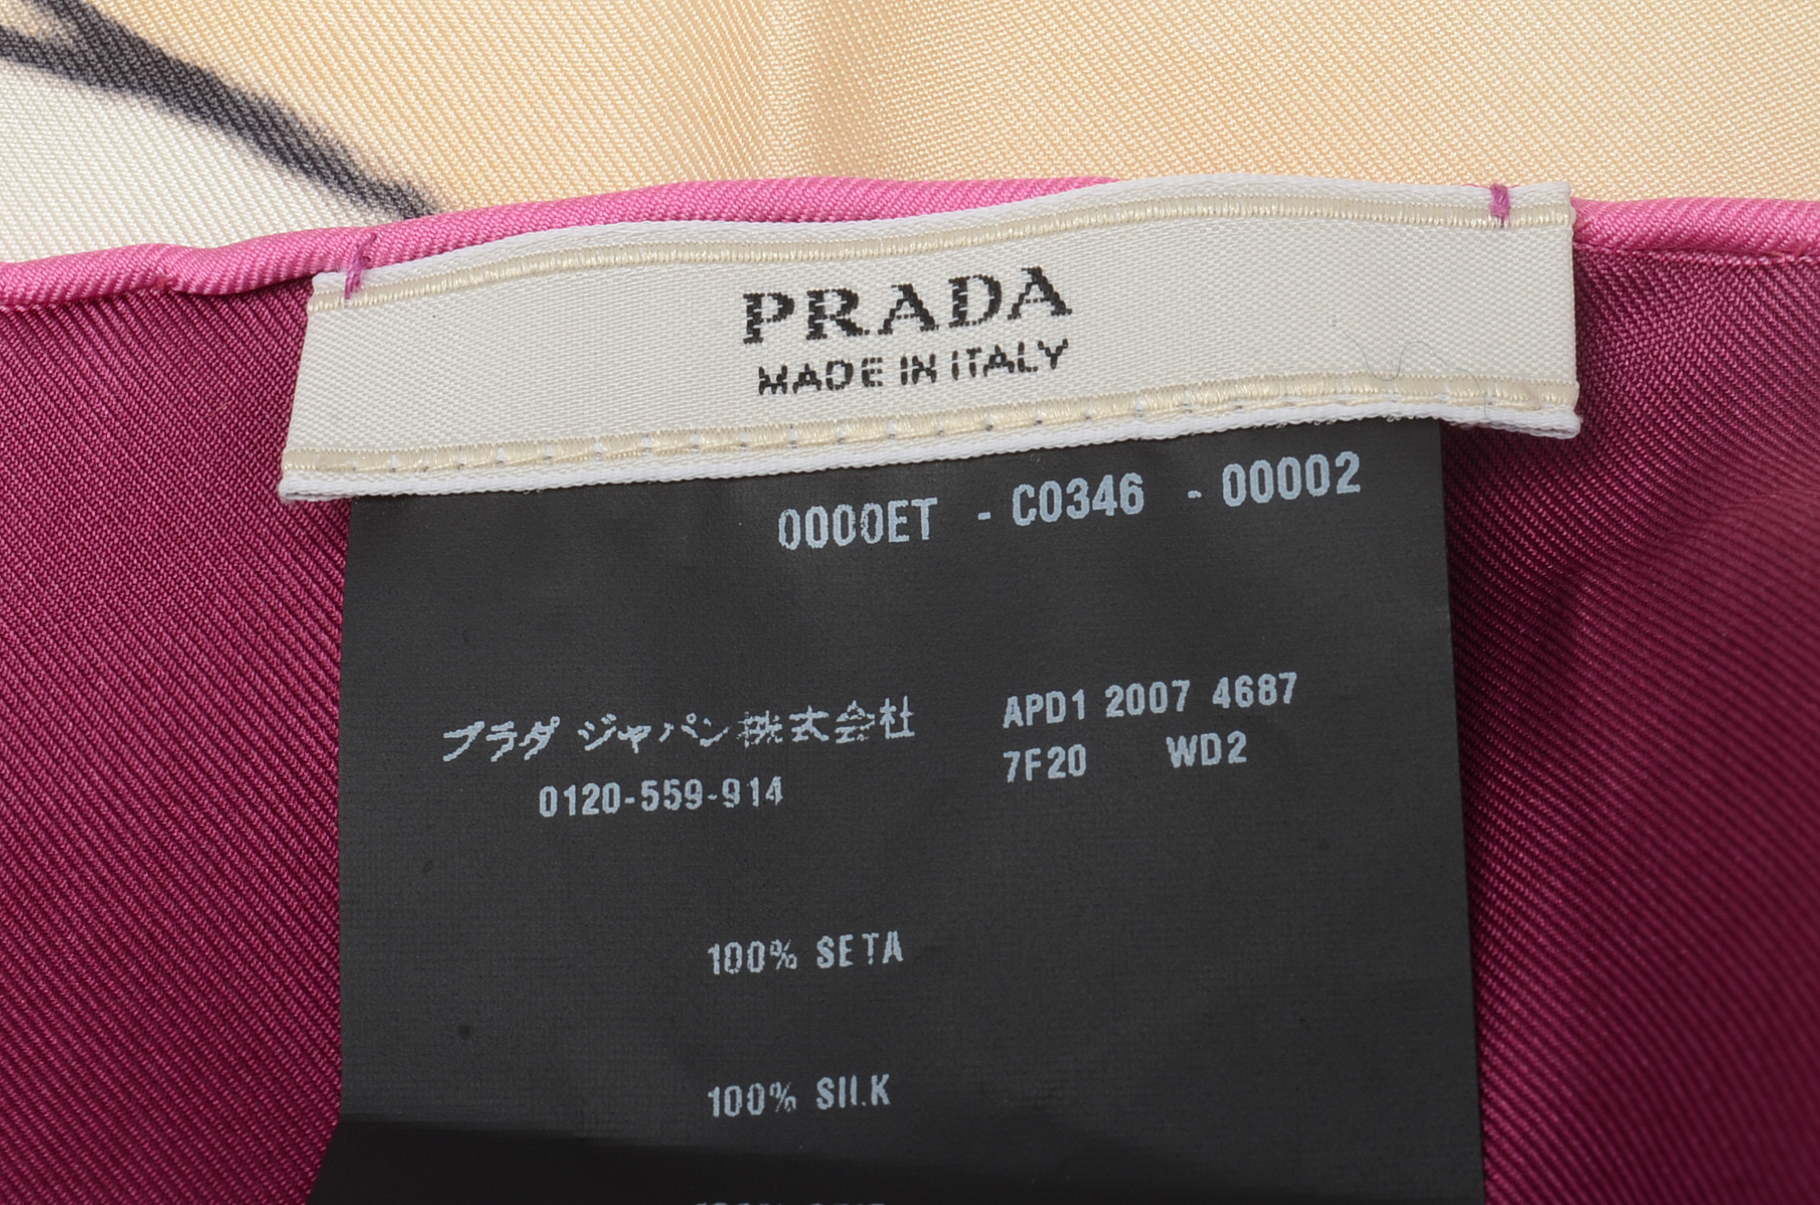 PRADA
MADE IN ITALY
0000ET - C0346 - 00002
プラダ ジャパン株式会社
0120-559-914
APD1 2007 4687
7F20 WD2
100% SETA
100% SILK